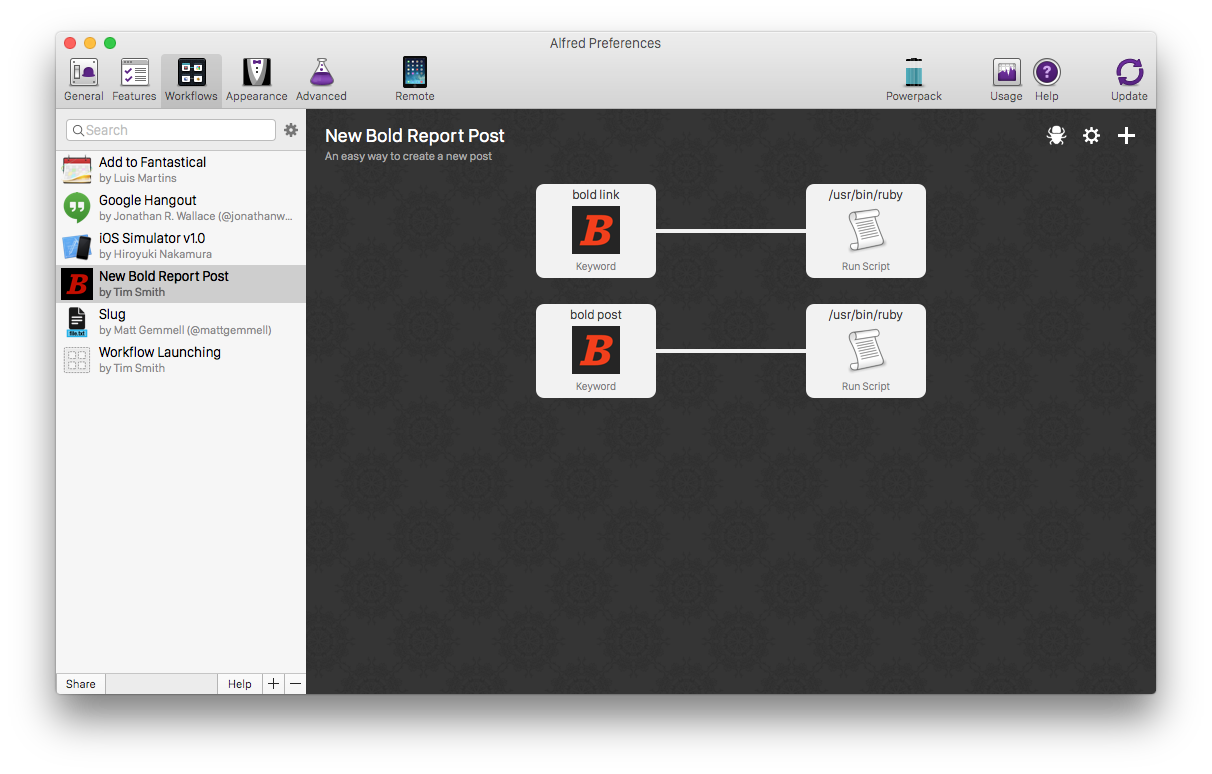 Alfred Preferences
General Features Workflows Appearance Advanced Remote Powerpack Usage Help Update
Search
Add to Fantastical
by Luis Martins
Google Hangout
by Jonathan R. Wallace (@jonathanw...
iOS Simulator v1.0
by Hiroyuki Nakamura
New Bold Report Post
by Tim Smith
Slug
by Matt Gemmell (@mattgemmell)
file.txt
Workflow Launching
by Tim Smith
Share Help
New Bold Report Post
An easy way to create a new post
bold link /usr/bin/ruby
B
Keyword Run Script
bold post /usr/bin/ruby
B
Keyword Run Script